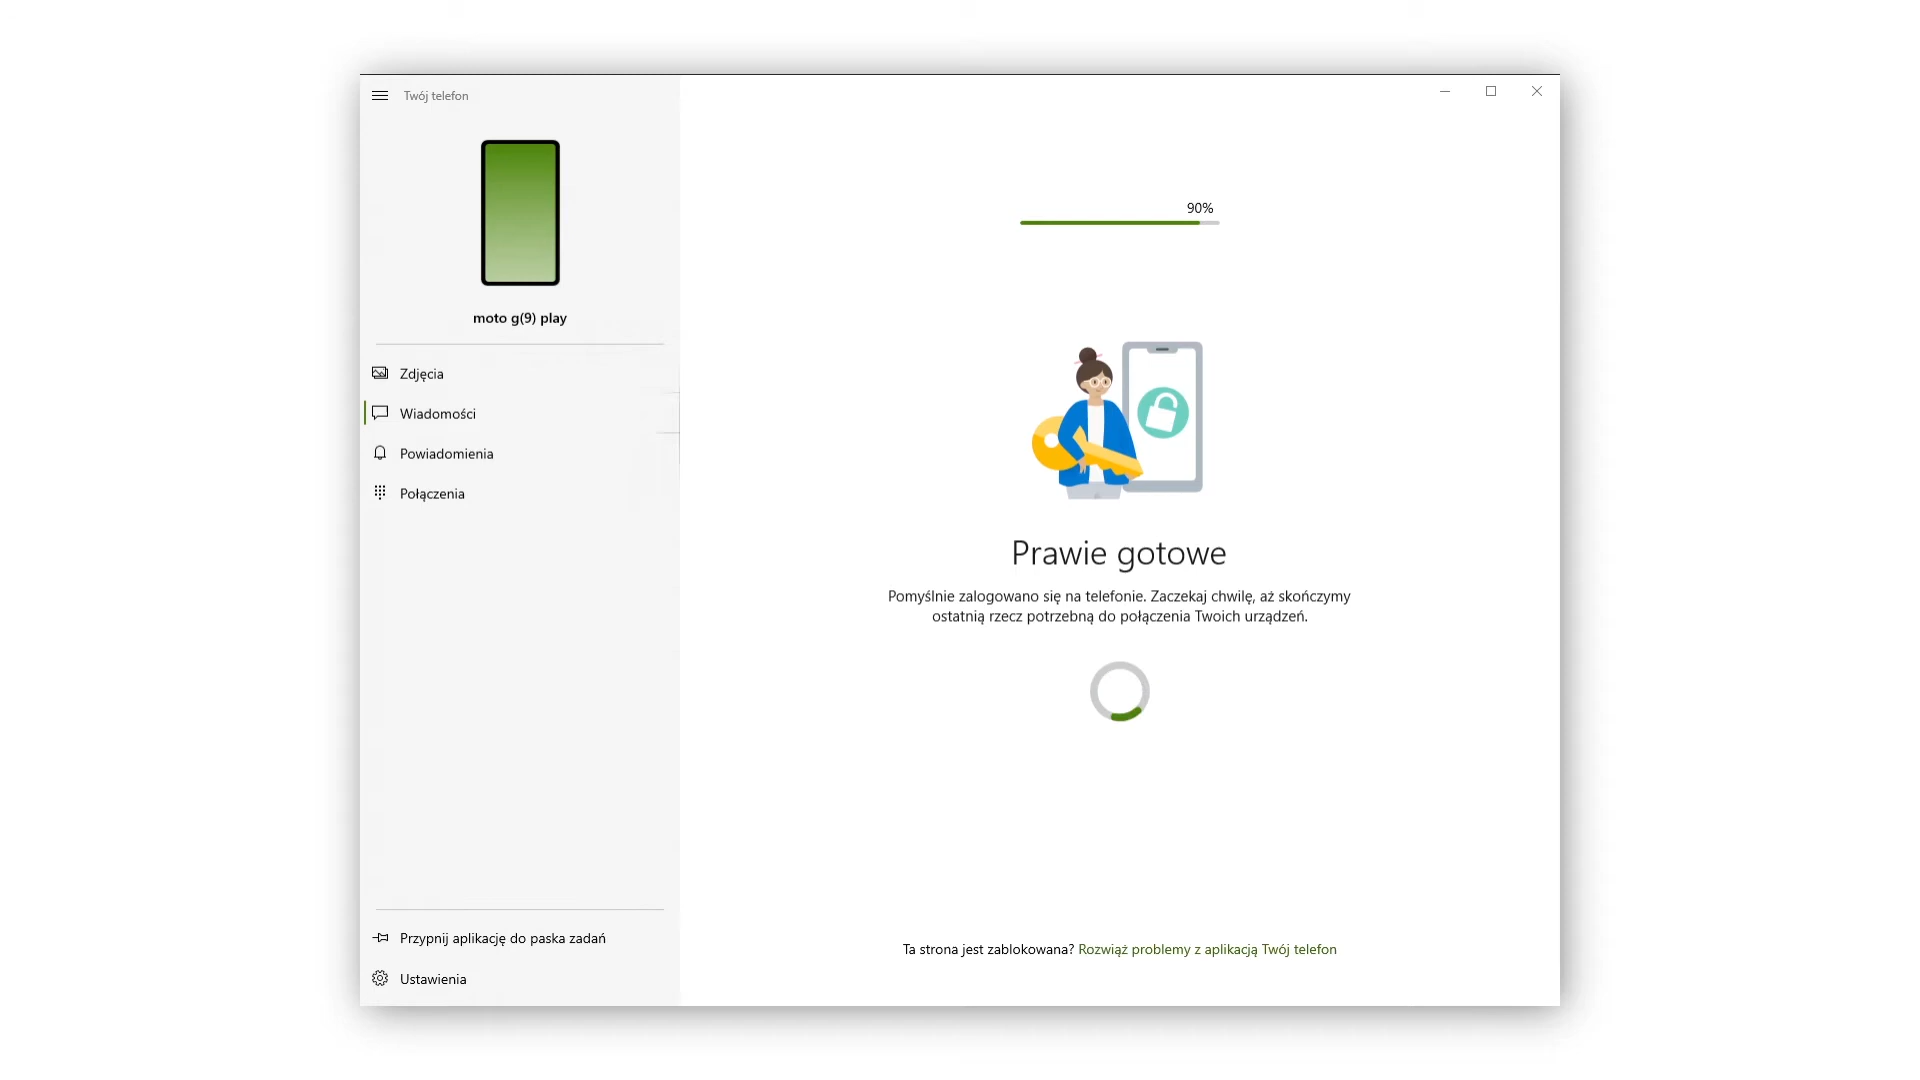 Twój telefon
moto g(9) play
Zdjęcia
Wiadomości
Powiadomienia
Połączenia
Przypnij aplikację do paska zadań
Ustawienia
90%
Prawie gotowe
Pomyślnie zalogowano się na telefonie. Zaczekaj chwilę, aż skończymy
ostatnią rzecz potrzebną do połączenia Twoich urządzeń.
Ta strona jest zablokowana? Rozwiąż problemy z aplikacją Twój telefon